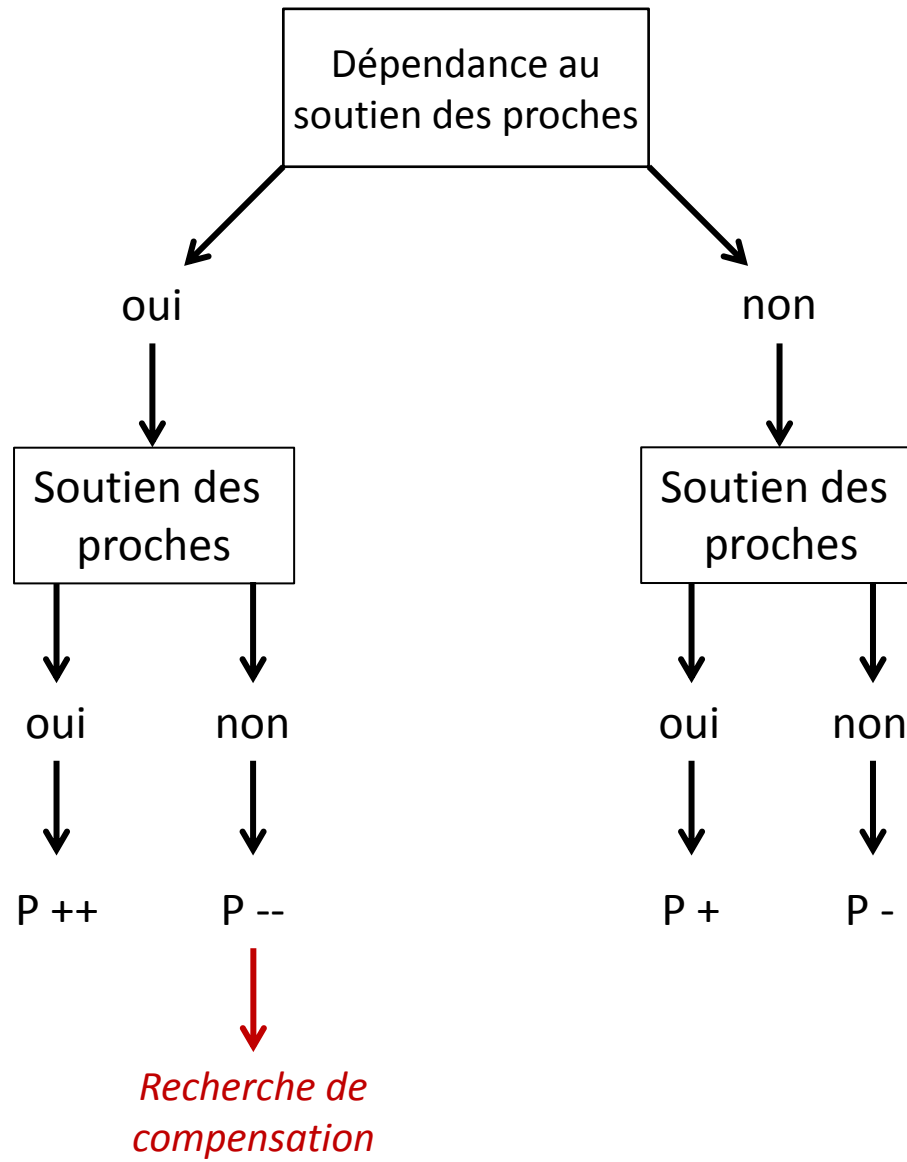 Dépendance au
soutien des proches
oui
non
Soutien des
proches
Soutien des
proches
oui
non
oui
non
P ++
P --
P +
P -
Recherche de
compensation